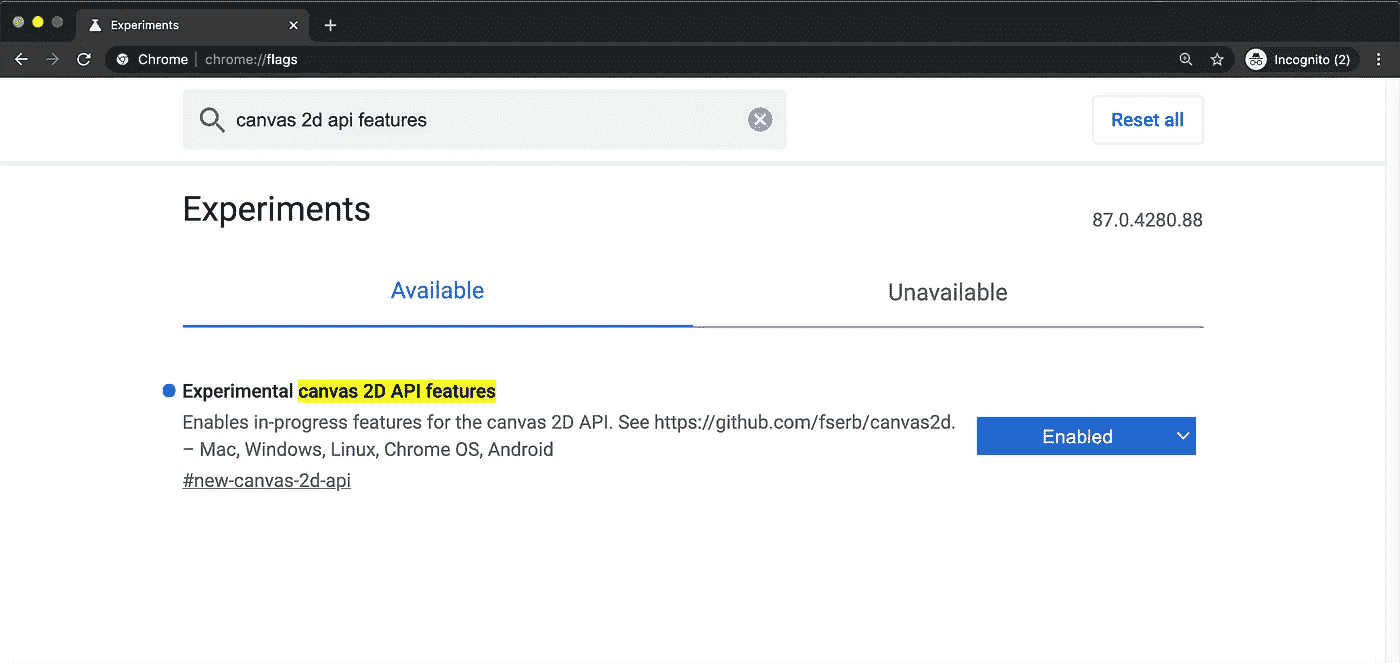 Experiments
Chrome | chrome://flags
Incognito (2)
canvas 2d api features
Reset all
Experiments
87.0.4280.88
Available
Unavailable
Experimental canvas 2D API features
Enables in-progress features for the canvas 2D API. See https://github.com/fserb/canvas2d.
– Mac, Windows, Linux, Chrome OS, Android
Enabled
#new-canvas-2d-api